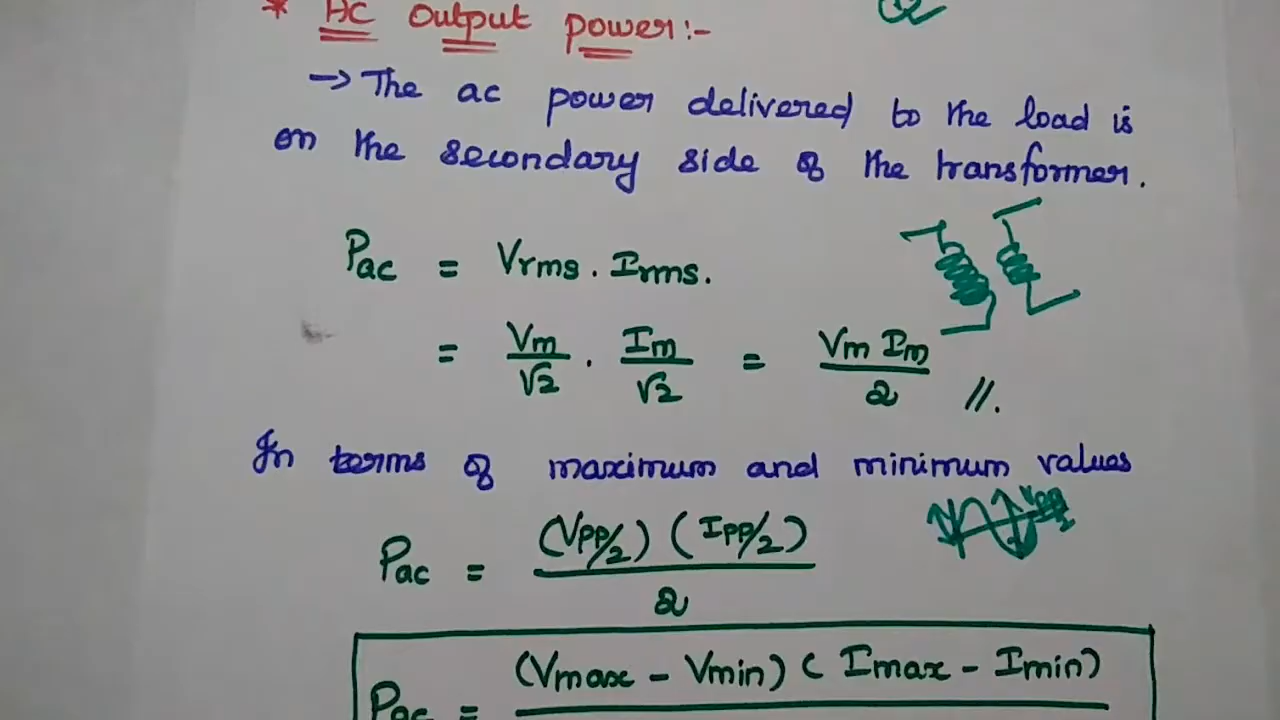 * AC Output power:-
→ The ac power delivered to the load is
on the secondary side of the transformer.
Pac = Vrms . Irms.
= Vm/√2 . Im/√2 = Vm Im/2 //.
In terms of maximum and minimum values
Pac = (VPP/2) (IPP/2)/2
Pac = (Vmax - Vmin) (Imax - Imin)